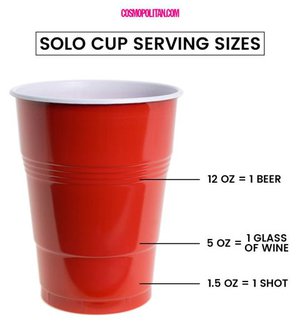 COSMOPOLITAN.COM
SOLO CUP SERVING SIZES
12 OZ = 1 BEER
5 OZ = 1 GLASS OF WINE
1.5 OZ = 1 SHOT